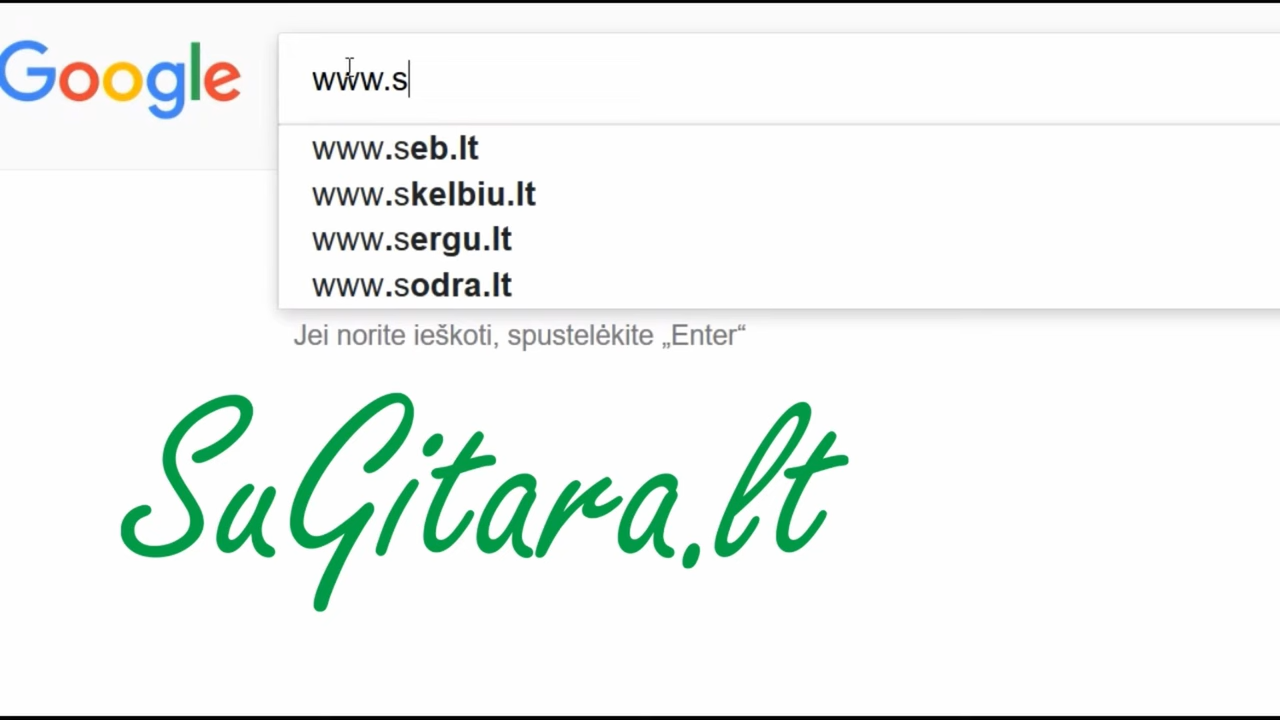 Google
www.s
www.seb.lt
www.skelbiu.lt
www.sergu.lt
www.sodra.lt
Jei norite ieškoti, spustelėkite „Enter“
SuGitara.lt